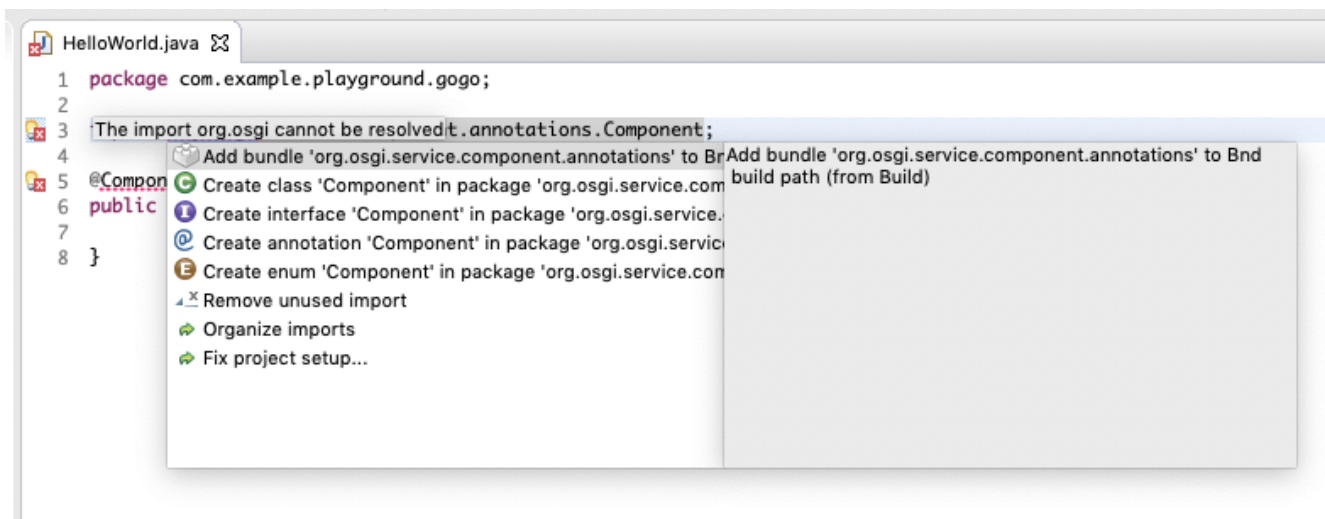 HelloWorld.java
1 package com.example.playground.gogo;
2
3 The import org.osgi cannot be resolved t.annotations.Component;
4 Add bundle 'org.osgi.service.component.annotations' to Bn Add bundle 'org.osgi.service.component.annotations' to Bnd
build path (from Build)
5 @Compon Create class 'Component' in package 'org.osgi.service.com
6 public Create interface 'Component' in package 'org.osgi.service.
7 Create annotation 'Component' in package 'org.osgi.servic
8 } Create enum 'Component' in package 'org.osgi.service.com
Remove unused import
Organize imports
Fix project setup...